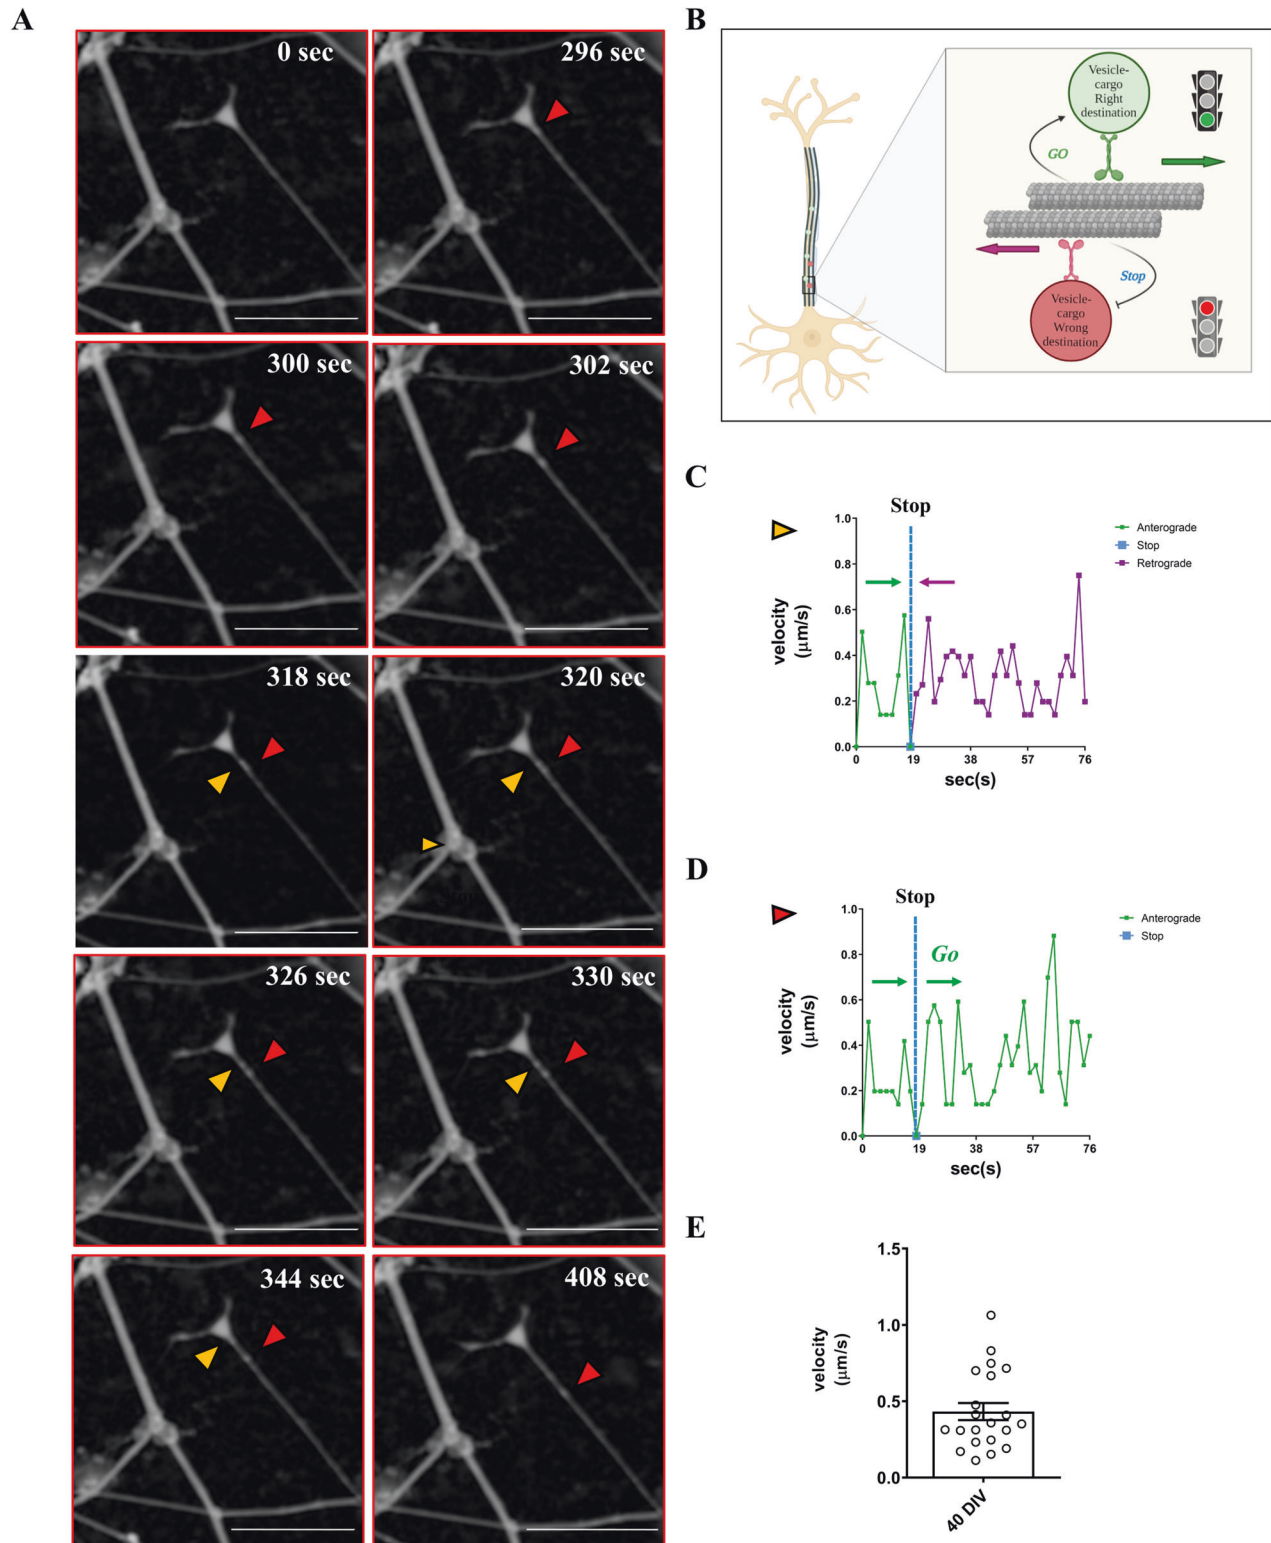 A
0 sec
296 sec
300 sec
302 sec
318 sec
320 sec
326 sec
330 sec
344 sec
408 sec
B
Vesicle-
cargo
Right
destination
GO
Stop
Vesicle-
cargo
Wrong
destination
C
Stop
1.0
0.8
0.6
0.4
0.2
0.0
velocity
(μm/s)
0 19 38 57 76
sec(s)
Anterograde
Stop
Retrograde
D
Stop
Go
1.0
0.8
0.6
0.4
0.2
0.0
velocity
(μm/s)
0 19 38 57 76
sec(s)
Anterograde
Stop
E
1.5
1.0
0.5
0.0
velocity
(μm/s)
40 DIV